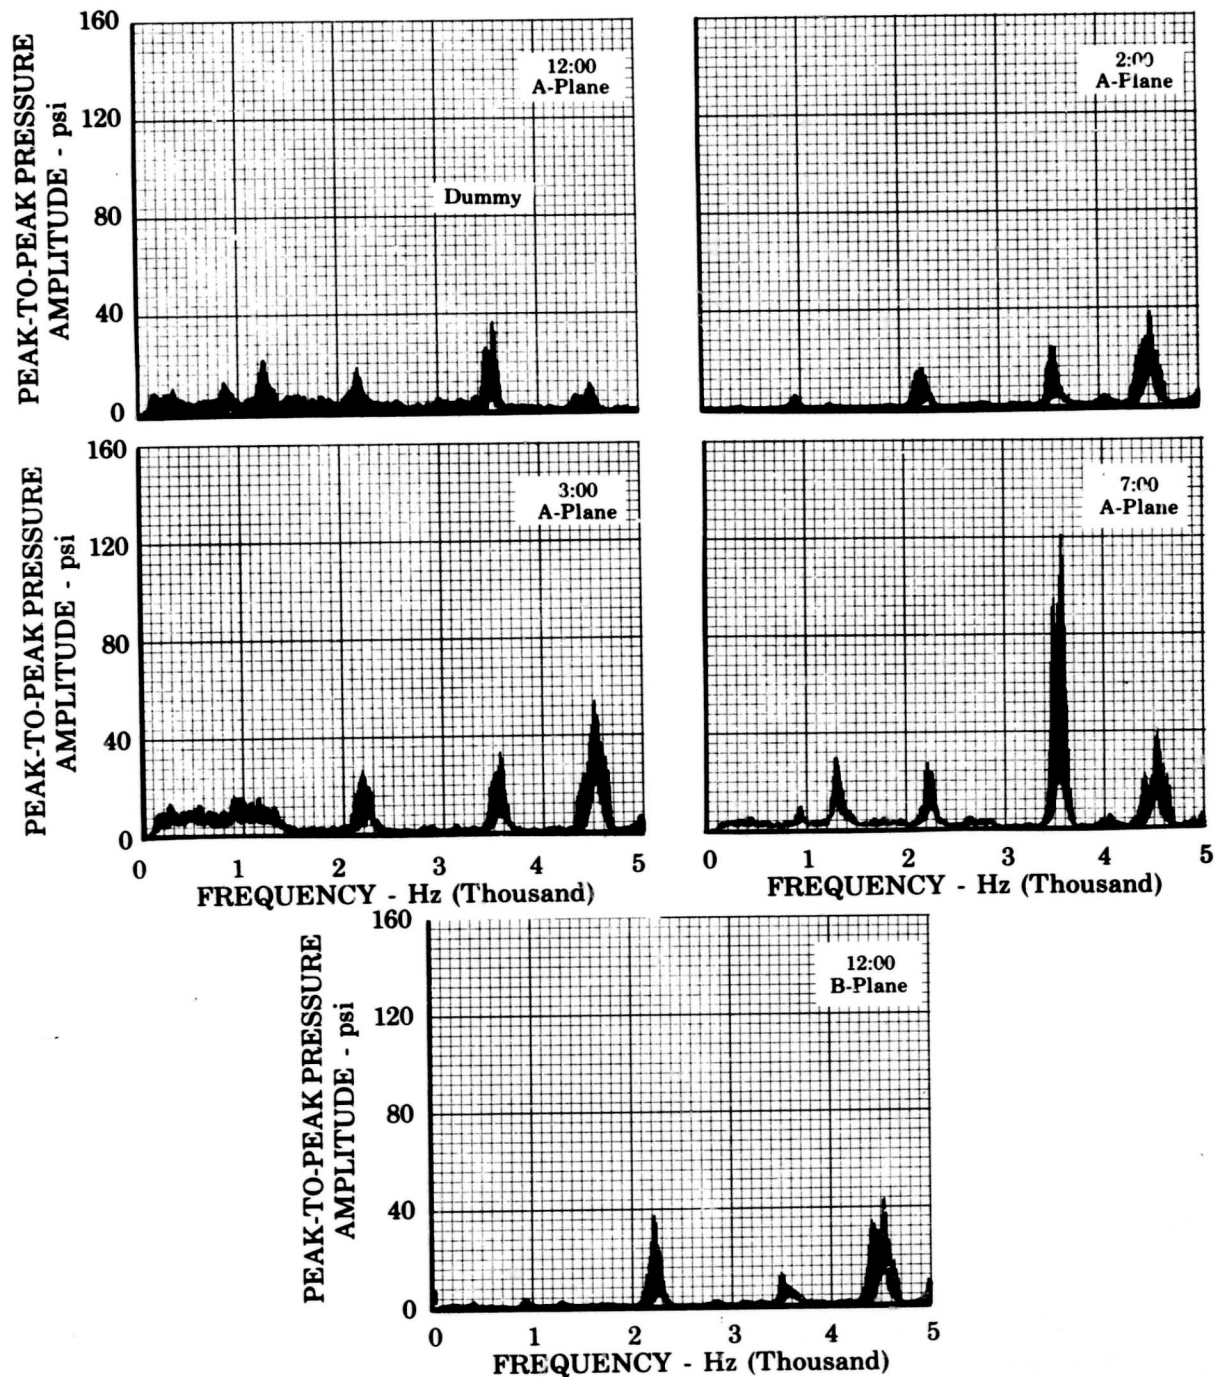 PEAK-TO-PEAK PRESSURE
AMPLITUDE - psi
160
120
80
40
0
12:00
A-Plane
Dummy
2:00
A-Plane
PEAK-TO-PEAK PRESSURE
AMPLITUDE - psi
160
120
80
40
0
3:00
A-Plane
0 1 2 3 4 5
FREQUENCY - Hz (Thousand)
7:00
A-Plane
0 1 2 3 4 5
FREQUENCY - Hz (Thousand)
PEAK-TO-PEAK PRESSURE
AMPLITUDE - psi
160
120
80
40
0
12:00
B-Plane
0 1 2 3 4 5
FREQUENCY - Hz (Thousand)